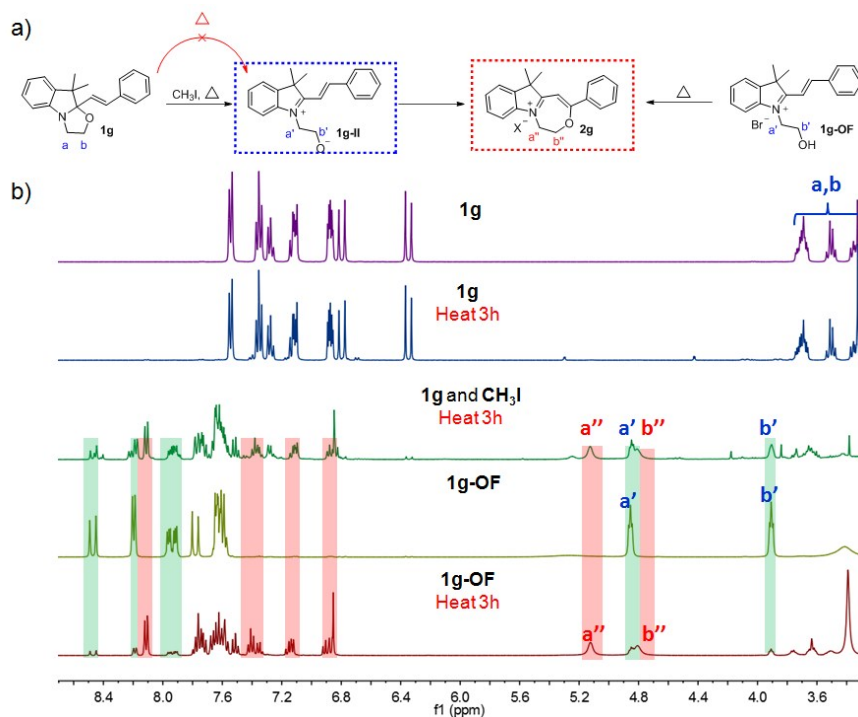 a)
△
1g
CH₃I, △
N⁺
O
a b
N⁺
a' b' 1g-II
O⁻
N⁺
X⁻
O
a'' b''
2g
△
N⁺
Br⁻ a' b' 1g-OF
OH
b)
1g
a,b
1g
Heat 3h
1g and CH₃I
Heat 3h
a'' a' b'' b'
1g-OF
a' b'
1g-OF
Heat 3h
a'' b''
8.4 8.0 7.6 7.2 6.8 6.4 6.0 5.6 5.2 4.8 4.4 4.0 3.6
f1 (ppm)